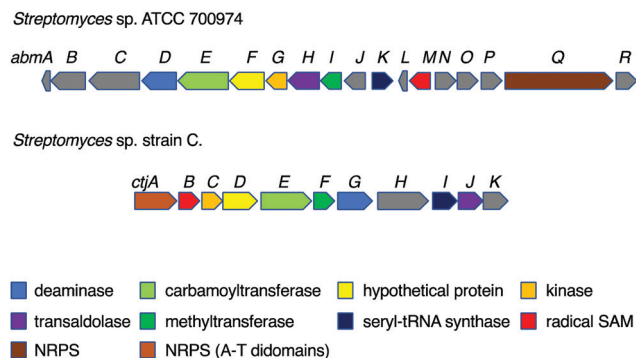 Streptomyces sp. ATCC 700974
abmA B C D E F G H I J K L M N O P Q R
Streptomyces sp. strain C.
ctjA B C D E F G H I J K
deaminase carbamoyltransferase hypothetical protein kinase
transaldolase methyltransferase seryl-tRNA synthase radical SAM
NRPS NRPS (A-T didomains)